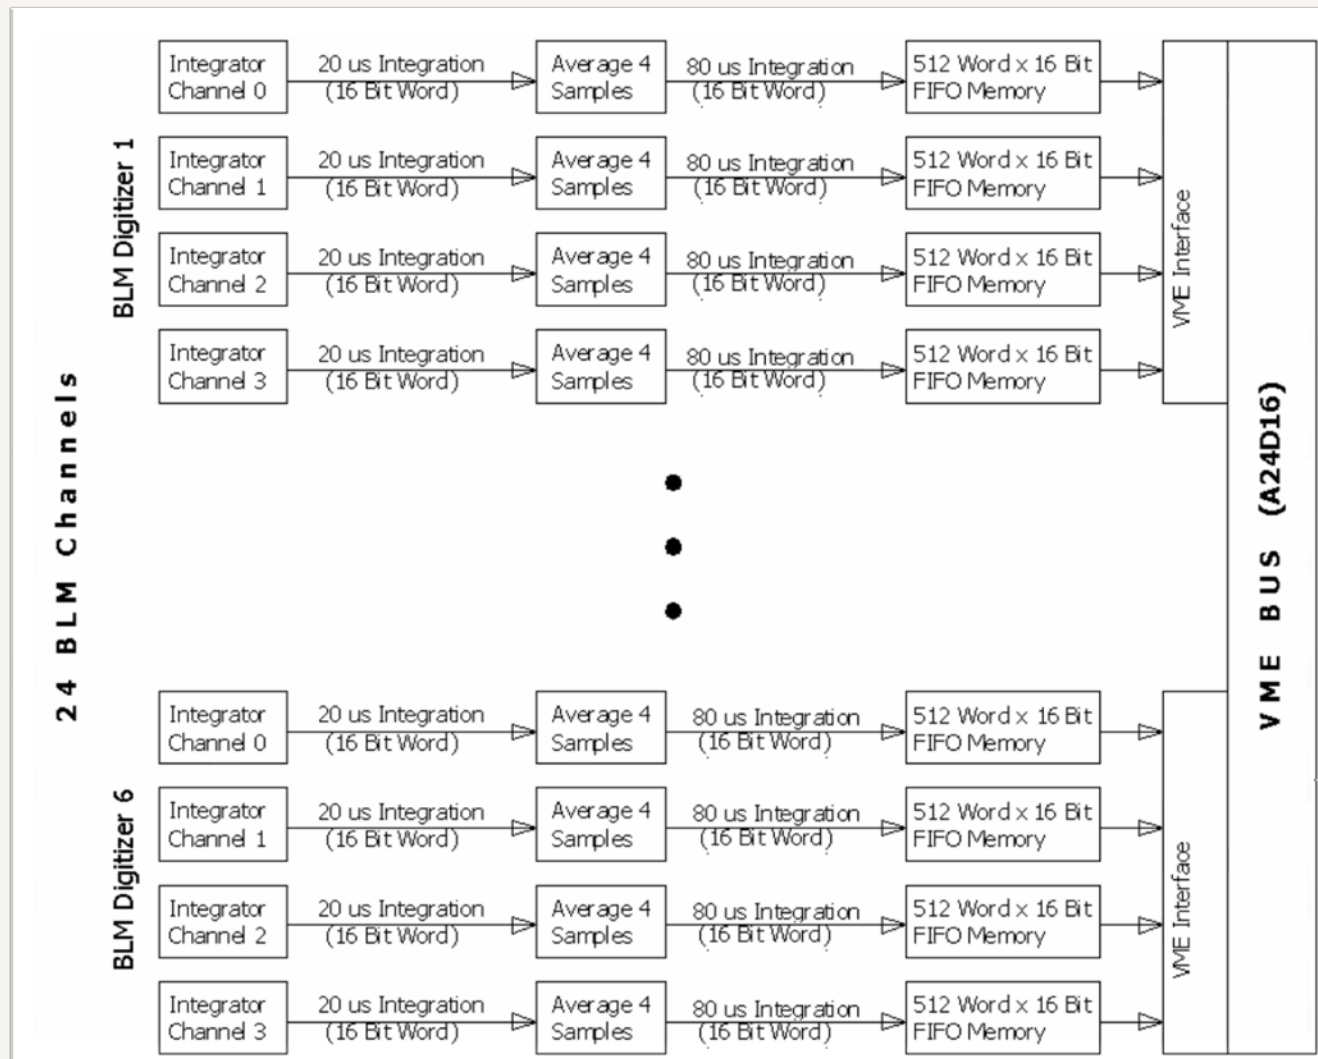 24 BLM Channels
BLM Digitizer 1
Integrator
Channel 0
20 us Integration
(16 Bit Word)
Average 4
Samples
80 us Integration
(16 Bit Word)
512 Word x 16 Bit
FIFO Memory
Integrator
Channel 1
20 us Integration
(16 Bit Word)
Average 4
Samples
80 us Integration
(16 Bit Word)
512 Word x 16 Bit
FIFO Memory
Integrator
Channel 2
20 us Integration
(16 Bit Word)
Average 4
Samples
80 us Integration
(16 Bit Word)
512 Word x 16 Bit
FIFO Memory
Integrator
Channel 3
20 us Integration
(16 Bit Word)
Average 4
Samples
80 us Integration
(16 Bit Word)
512 Word x 16 Bit
FIFO Memory
VME Interface
BLM Digitizer 6
Integrator
Channel 0
20 us Integration
(16 Bit Word)
Average 4
Samples
80 us Integration
(16 Bit Word)
512 Word x 16 Bit
FIFO Memory
Integrator
Channel 1
20 us Integration
(16 Bit Word)
Average 4
Samples
80 us Integration
(16 Bit Word)
512 Word x 16 Bit
FIFO Memory
Integrator
Channel 2
20 us Integration
(16 Bit Word)
Average 4
Samples
80 us Integration
(16 Bit Word)
512 Word x 16 Bit
FIFO Memory
Integrator
Channel 3
20 us Integration
(16 Bit Word)
Average 4
Samples
80 us Integration
(16 Bit Word)
512 Word x 16 Bit
FIFO Memory
VME Interface
VME BUS (A24D16)